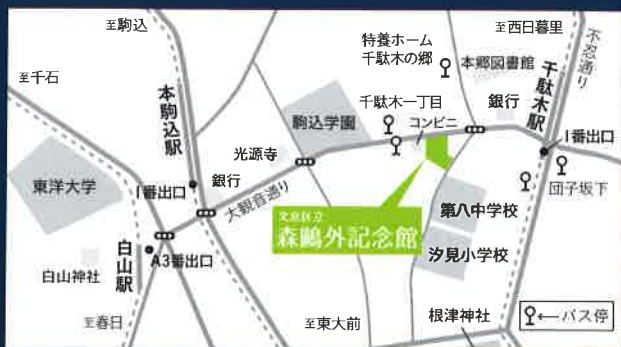 至駒込
至西日暮里
不忍通り
特養ホーム
千駄木の郷
本郷図書館
至千石
本駒込駅
千駄木一丁目
コンビニ
銀行
千駄木駅
駒込学園
1番出口
光源寺
東洋大学
1番出口
銀行
大観音通り
団子坂下
第八中学校
文京区立
森鷗外記念館
汐見小学校
白山駅
A3番出口
白山神社
根津神社
←バス停
至春日
至東大前